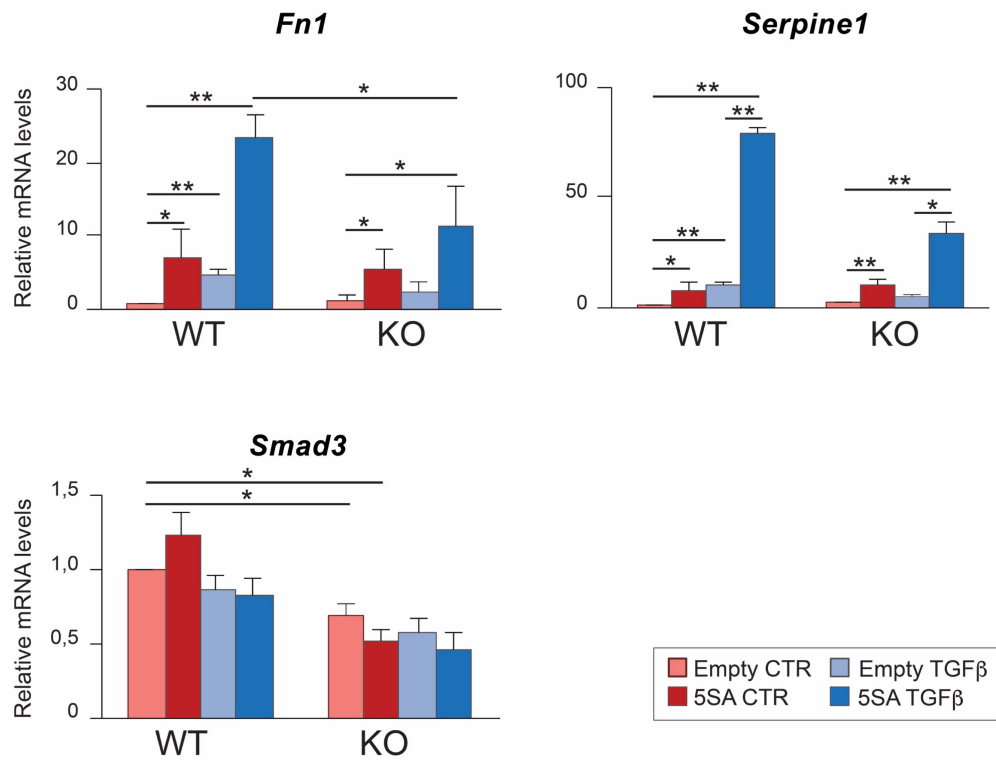 Fn1
Relative mRNA levels
30
20
10
0
**
*
**
*
*
*
WT KO
Serpine1
100
50
0
**
**
**
*
**
*
**
WT KO
Smad3
Relative mRNA levels
1,5
1,0
0,5
0
*
*
WT KO
Empty CTR Empty TGFβ
5SA CTR 5SA TGFβ